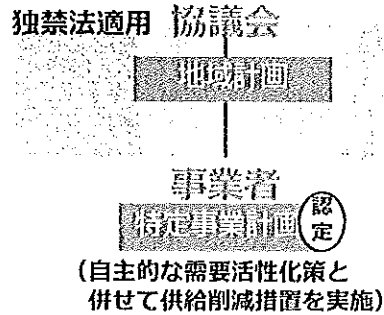 独禁法適用 協議会
地域計画
事業者
特定事業計画 認定
(自主的な需要活性化策と
併せて供給削減措置を実施)